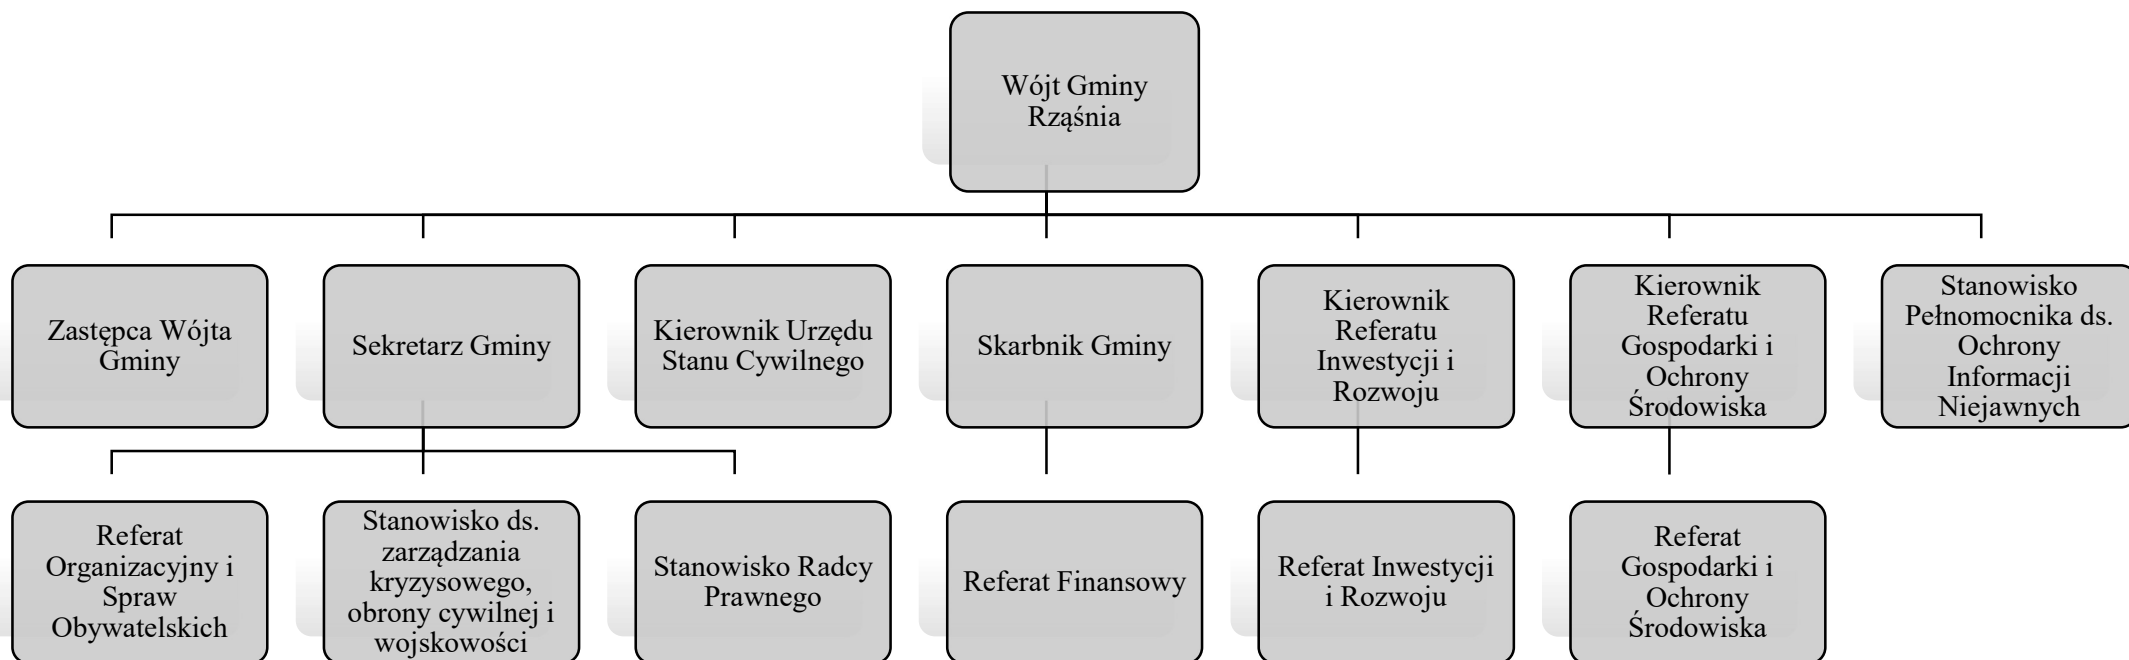 Wójt Gminy
Rząśnia
Zastępca Wójta
Gminy
Sekretarz Gminy
Kierownik Urzędu
Stanu Cywilnego
Skarbnik Gminy
Kierownik
Referatu
Inwestycji i
Rozwoju
Kierownik
Referatu
Gospodarki i
Ochrony
Środowiska
Stanowisko
Pełnomocnika ds.
Ochrony
Informacji
Niejawnych
Referat
Organizacyjny i
Spraw
Obywatelskich
Stanowisko ds.
zarządzania
kryzysowego,
obrony cywilnej i
wojskowości
Stanowisko Radcy
Prawnego
Referat Finansowy
Referat Inwestycji
i Rozwoju
Referat
Gospodarki i
Ochrony
Środowiska